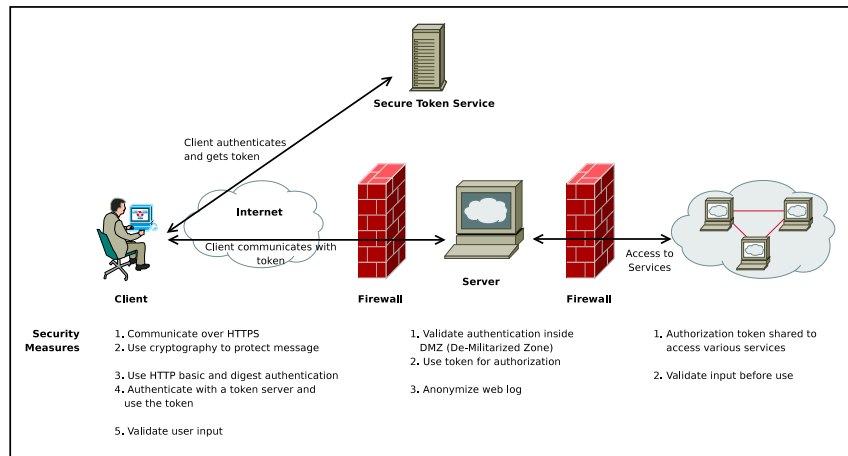 Secure Token Service
Client authenticates
and gets token
Internet
Client communicates with
token
Access to
Services
Client
Firewall
Server
Firewall
Security
Measures
1. Communicate over HTTPS
2. Use cryptography to protect message
3. Use HTTP basic and digest authentication
4. Authenticate with a token server and
use the token
5. Validate user input
1. Validate authentication inside
DMZ (De-Militarized Zone)
2. Use token for authorization
3. Anonymize web log
1. Authorization token shared to
access various services
2. Validate input before use